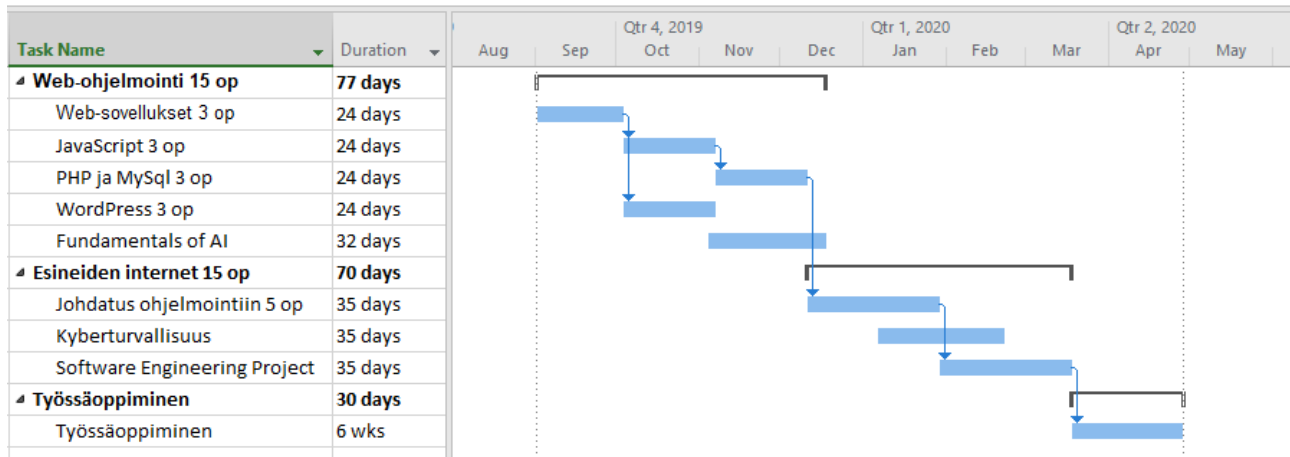 Qtr 4, 2019 Qtr 1, 2020 Qtr 2, 2020
Task Name Duration Aug Sep Oct Nov Dec Jan Feb Mar Apr May
Web-ohjelmointi 15 op 77 days
Web-sovellukset 3 op 24 days
JavaScript 3 op 24 days
PHP ja MySql 3 op 24 days
WordPress 3 op 24 days
Fundamentals of AI 32 days
Esineiden internet 15 op 70 days
Johdatus ohjelmointiin 5 op 35 days
Kyberturvallisuus 35 days
Software Engineering Project 35 days
Työssäoppiminen 30 days
Työssäoppiminen 6 wks